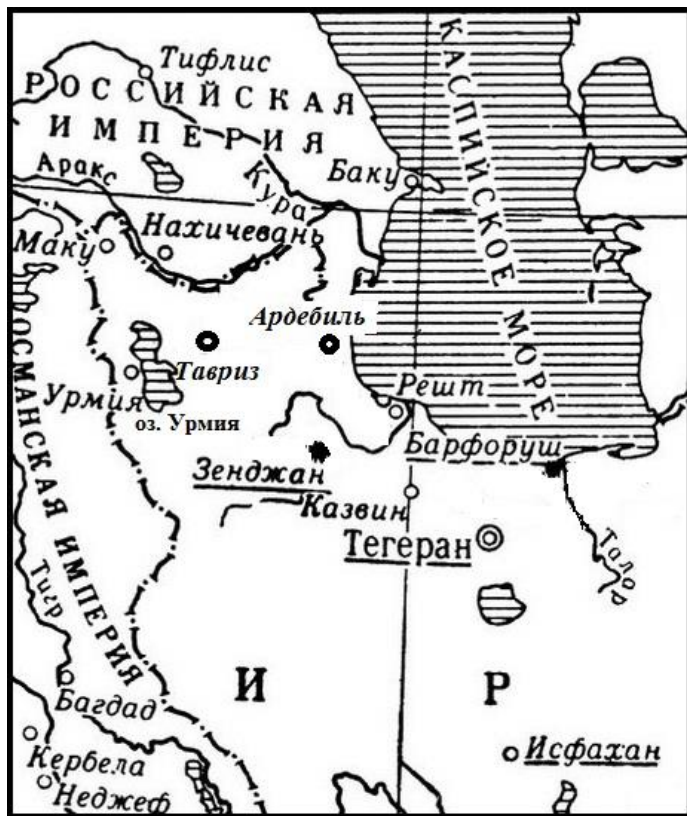 Тифлис
РОССИЙСКАЯ
ИМПЕРИЯ
КАСПИЙСКОЕ МОРЕ
Аракс
Кура
Баку
Нахичевань
Маку
Ардебиль
Тавриз
Урмия
оз. Урмия
Решт
Барфоруш
Зенджан
Казвин
Тегеран
Талор
ОСМАНСКАЯ ИМПЕРИЯ
Тигр
Багдад
И Р
Исфахан
Кербела
Неджеф